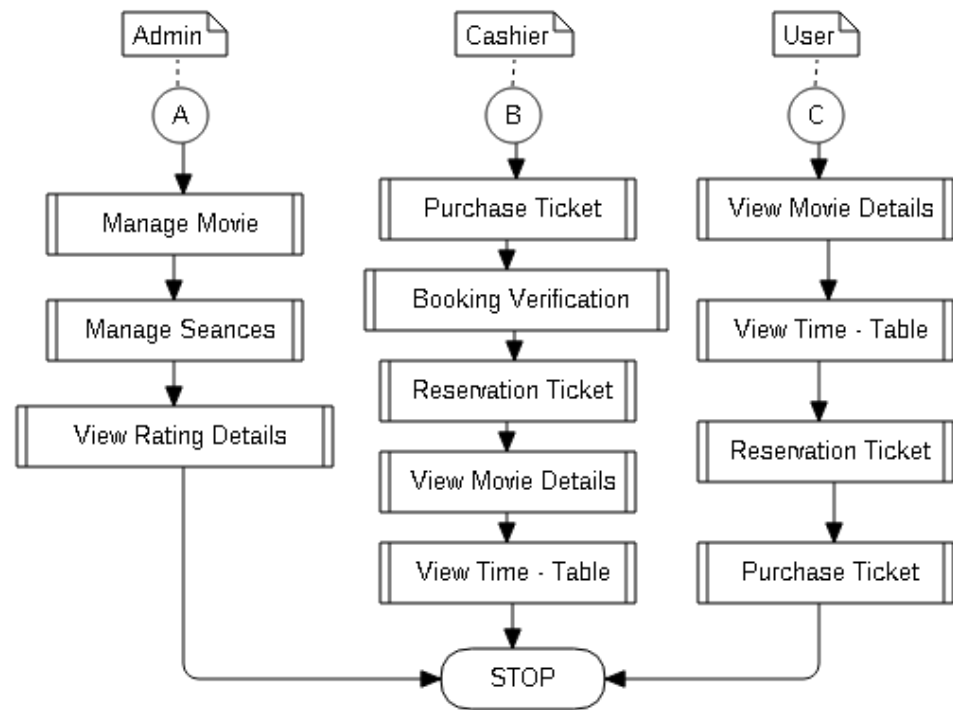 Admin
Cashier
User
A
B
C
Manage Movie
Purchase Ticket
View Movie Details
Manage Seances
Booking Verification
View Time - Table
View Rating Details
Reservation Ticket
Reservation Ticket
View Movie Details
View Time - Table
Purchase Ticket
STOP